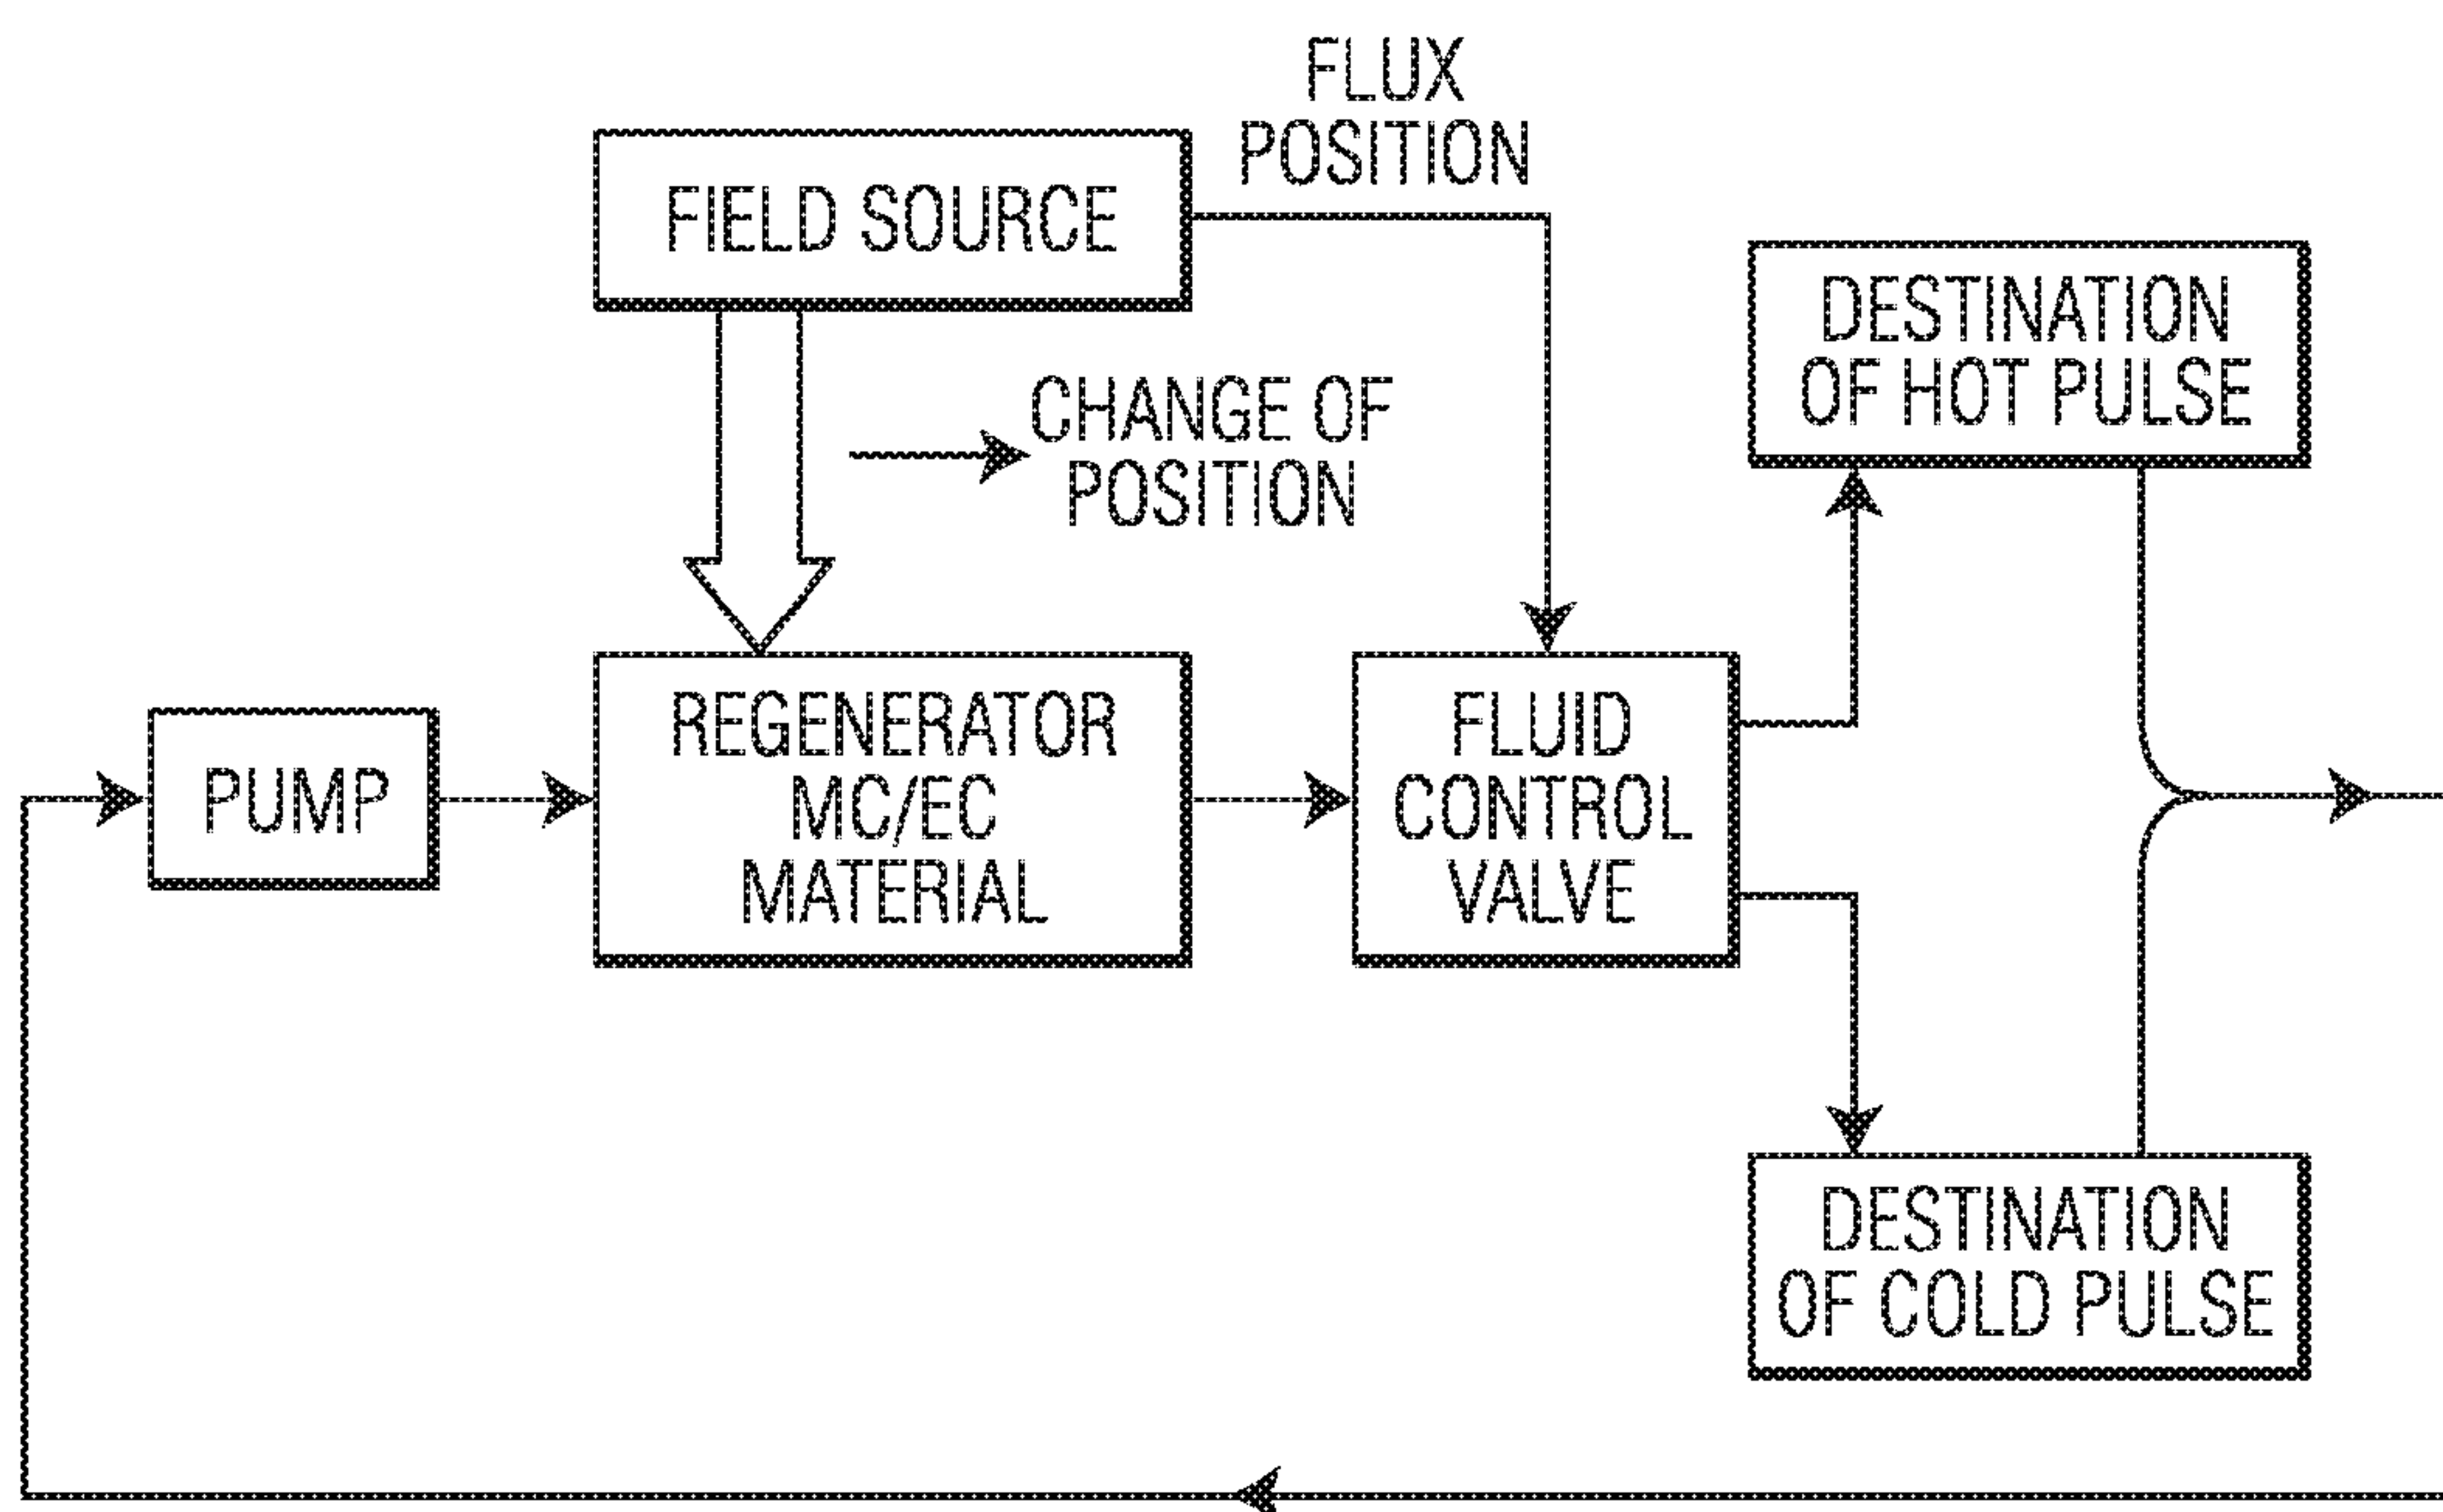 FLUX
POSITION
FIELD SOURCE
DESTINATION
OF HOT PULSE
CHANGE OF
POSITION
PUMP
REGENERATOR
MC/EC
MATERIAL
FLUID
CONTROL
VALVE
DESTINATION
OF COLD PULSE